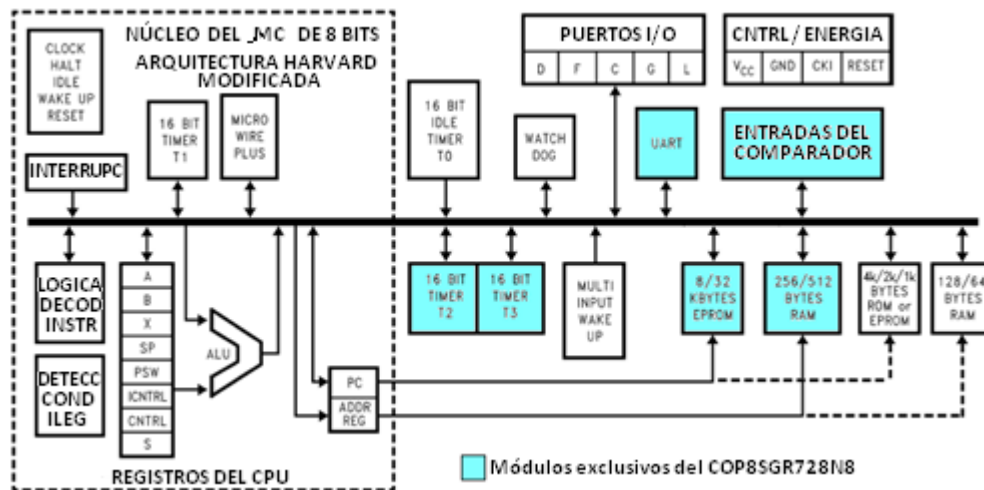 NÚCLEO DEL _MC DE 8 BITS
ARQUITECTURA HARVARD
MODIFICADA
CLOCK
HALT
IDLE
WAKE UP
RESET
16 BIT
TIMER
T1
MICRO
WIRE
PLUS
INTERRUPC
16 BIT
IDLE
TIMER
T0
WATCH
DOG
PUERTOS I/O
D F C G L
CNTRL / ENERGIA
VCC GND CKI RESET
UART
ENTRADAS DEL
COMPARADOR
LOGICA
DECOD
INSTR
DETECC
COND
ILEG
A
B
X
SP
PSW
ICNTRL
CNTRL
S
ALU
PC
ADDR
REG
16 BIT
TIMER
T2
16 BIT
TIMER
T3
MULTI
INPUT
WAKE
UP
8/32
KBYTES
EPROM
256/512
BYTES
RAM
4k/2k/1k
BYTES
ROM or
EPROM
128/64
BYTES
RAM
REGISTROS DEL CPU
Módulos exclusivos del COP8SGR728N8